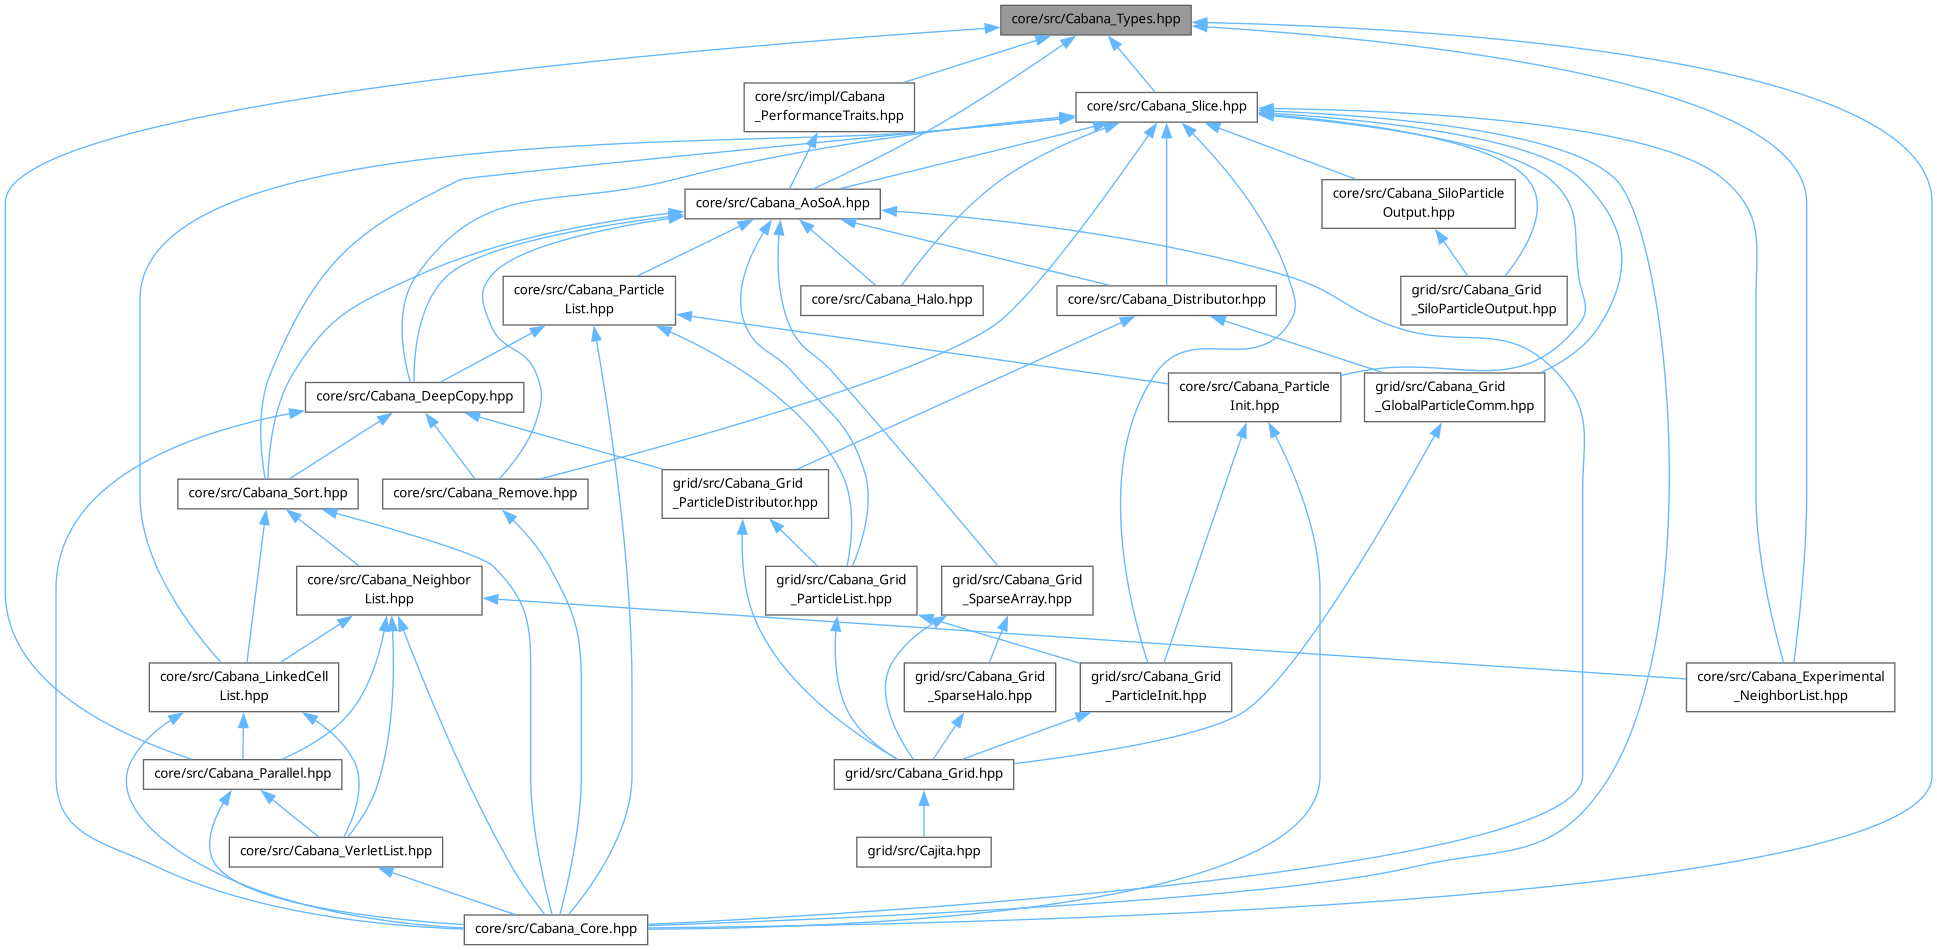 core/src/Cabana_Types.hpp
core/src/impl/Cabana
_PerformanceTraits.hpp
core/src/Cabana_Slice.hpp
core/src/Cabana_AoSoA.hpp
core/src/Cabana_SiloParticle
Output.hpp
core/src/Cabana_Particle
List.hpp
core/src/Cabana_Halo.hpp
core/src/Cabana_Distributor.hpp
grid/src/Cabana_Grid
_SiloParticleOutput.hpp
core/src/Cabana_DeepCopy.hpp
core/src/Cabana_Particle
Init.hpp
grid/src/Cabana_Grid
_GlobalParticleComm.hpp
core/src/Cabana_Sort.hpp
core/src/Cabana_Remove.hpp
grid/src/Cabana_Grid
_ParticleDistributor.hpp
core/src/Cabana_Neighbor
List.hpp
grid/src/Cabana_Grid
_ParticleList.hpp
grid/src/Cabana_Grid
_SparseArray.hpp
core/src/Cabana_LinkedCell
List.hpp
grid/src/Cabana_Grid
_SparseHalo.hpp
grid/src/Cabana_Grid
_ParticleInit.hpp
core/src/Cabana_Experimental
_NeighborList.hpp
core/src/Cabana_Parallel.hpp
grid/src/Cabana_Grid.hpp
core/src/Cabana_VerletList.hpp
grid/src/Cajita.hpp
core/src/Cabana_Core.hpp